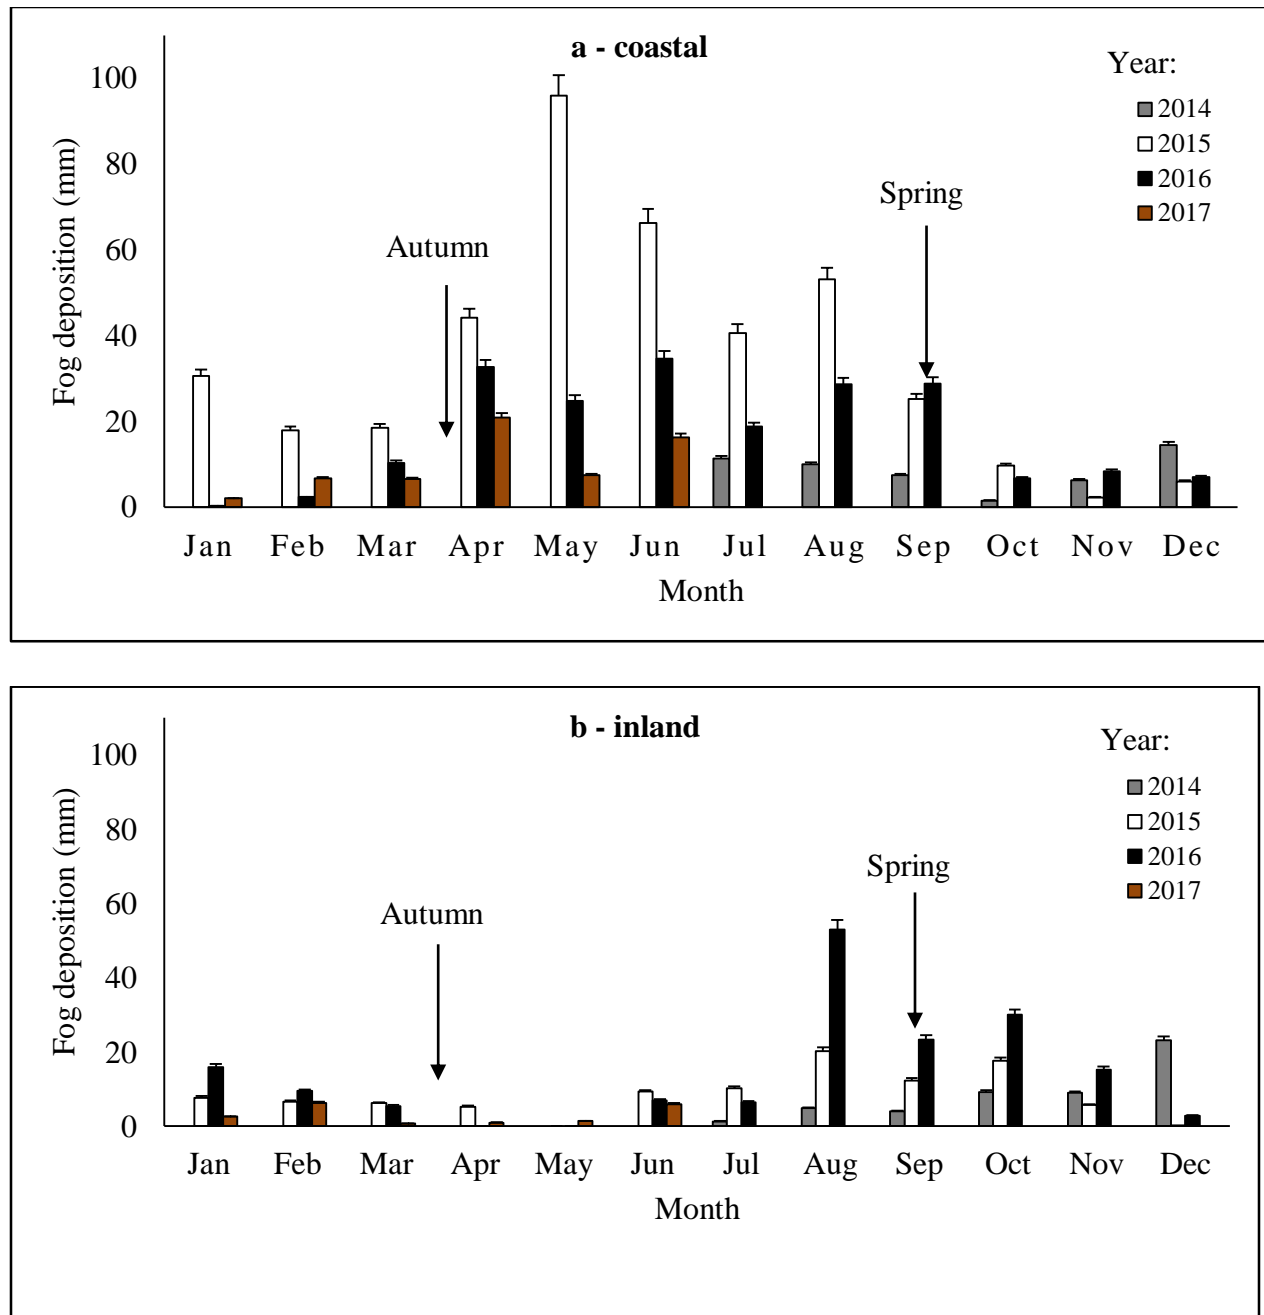 a - coastal
Year:
2014
2015
2016
2017
Fog deposition (mm)
100
80
60
40
20
0
Autumn
Spring
Jan Feb Mar Apr May Jun Jul Aug Sep Oct Nov Dec
Month
b - inland
Year:
2014
2015
2016
2017
Fog deposition (mm)
100
80
60
40
20
0
Autumn
Spring
Jan Feb Mar Apr May Jun Jul Aug Sep Oct Nov Dec
Month